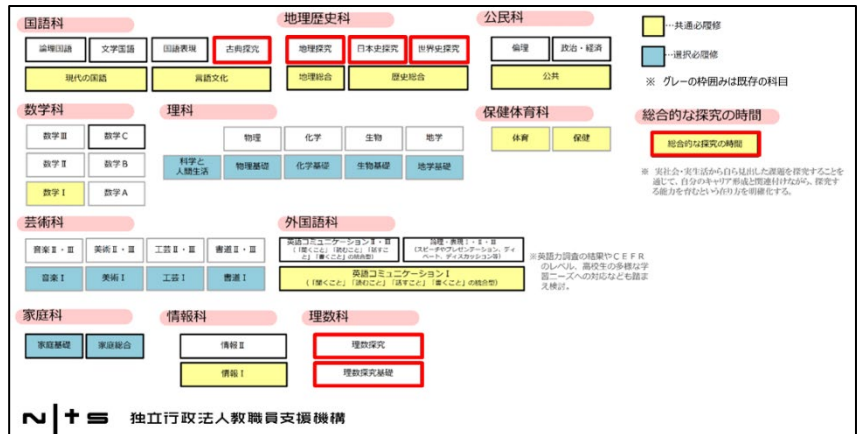 国語科
論理国語
文学国語
国語表現
古典探究
現代の国語
言語文化
地理歴史科
地理探究
日本史探究
世界史探究
地理総合
歴史総合
公民科
倫理
政治・経済
公共
…共通必履修
…選択必履修
※ グレーの枠囲みは既存の科目
数学科
数学Ⅲ
数学C
数学Ⅱ
数学B
数学Ⅰ
数学A
理科
物理
化学
生物
地学
科学と
人間生活
物理基礎
化学基礎
生物基礎
地学基礎
保健体育科
体育
保健
総合的な探究の時間
総合的な探究の時間
※ 実社会・実生活から自ら見出した課題を探究することを
通じて、自分のキャリア形成と関連付けながら、探究す
る能力を育むという在り方を明確化する。
芸術科
音楽Ⅱ・Ⅲ
美術Ⅱ・Ⅲ
工芸Ⅱ・Ⅲ
書道Ⅱ・Ⅲ
音楽Ⅰ
美術Ⅰ
工芸Ⅰ
書道Ⅰ
外国語科
英語コミュニケーションⅡ・Ⅲ
(「聞くこと」「読むこと」「話すこ
と」「書くこと」の統合型)
論理・表現Ⅰ・Ⅱ・Ⅲ
(スピーチやプレゼンテーション、ディ
ベート、ディスカッション等)
英語コミュニケーションⅠ
(「聞くこと」「読むこと」「話すこと」「書くこと」の統合型)
※英語力調査の結果やCEFR
のレベル、高校生の多様な学
習ニーズへの対応なども踏ま
え検討。
家庭科
家庭基礎
家庭総合
情報科
情報Ⅱ
情報Ⅰ
理数科
理数探究
理数探究基礎
NITS 独立行政法人教職員支援機構